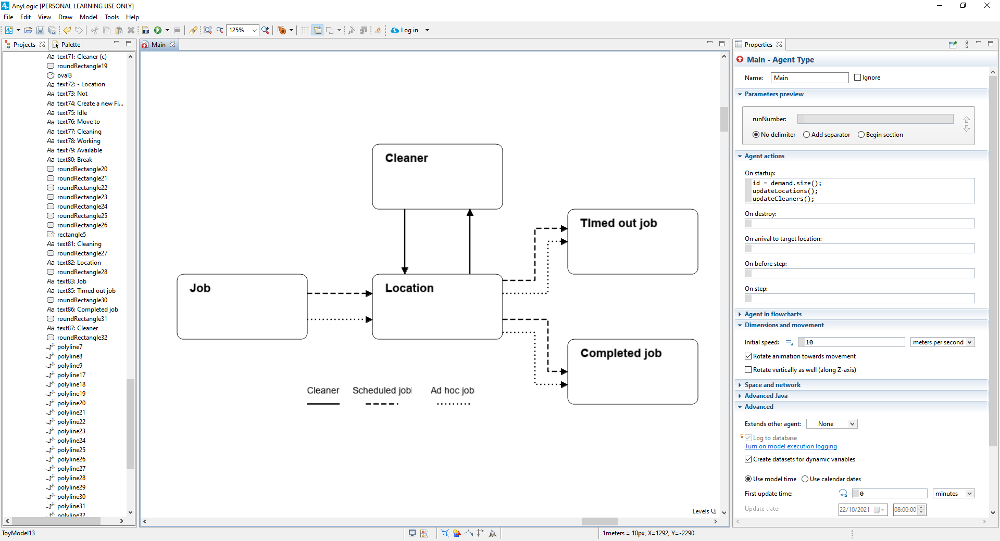 AnyLogic [PERSONAL LEARNING USE ONLY]
File Edit View Draw Model Tools Help
125% Log in
Projects Palette
text71: Cleaner (c)
roundRectangle19
oval3
text72: - Location
text73: Not
text74: Create a new Fi...
text75: Idle
text76: Move to
text77: Cleaning
text78: Working
text79: Available
text80: Break
roundRectangle20
roundRectangle21
roundRectangle22
roundRectangle23
roundRectangle24
roundRectangle25
roundRectangle26
rectangle5
text81: Cleaning
roundRectangle27
text82: Location
roundRectangle28
text83: Job
text85: TImed out job
roundRectangle30
text86: Completed job
roundRectangle31
text87: Cleaner
roundRectangle32
polyline7
polyline8
polyline9
polyline17
polyline18
polyline19
polyline20
polyline21
polyline22
polyline23
polyline24
polyline25
polyline26
polyline27
polyline28
polyline29
polyline30
polyline31
polyline32
Main
Cleaner
TImed out job
Job
Location
Completed job
Cleaner Scheduled job Ad hoc job
Levels
Properties
Main - Agent Type
Name: Main Ignore
Parameters preview
runNumber:
No delimiter Add separator Begin section
Agent actions
On startup:
id = demand.size();
updateLocations();
updateCleaners();
On destroy:
On arrival to target location:
On before step:
On step:
Agent in flowcharts
Dimensions and movement
Initial speed: 10 meters per second
Rotate animation towards movement
Rotate vertically as well (along Z-axis)
Space and network
Advanced Java
Advanced
Extends other agent: None
Log to database
Turn on model execution logging
Create datasets for dynamic variables
Use model time Use calendar dates
First update time: 0 minutes
Update date: 22/10/2021 08:00:00
ToyModel13
1meters = 10px, X=1292, Y=-2290